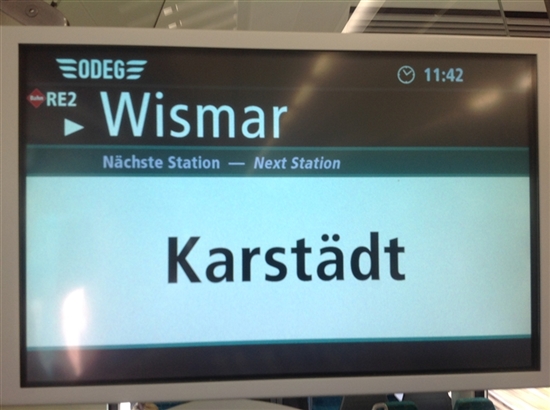 ODEG
11:42
RE2
Wismar
Nächste Station — Next Station
Karstädt